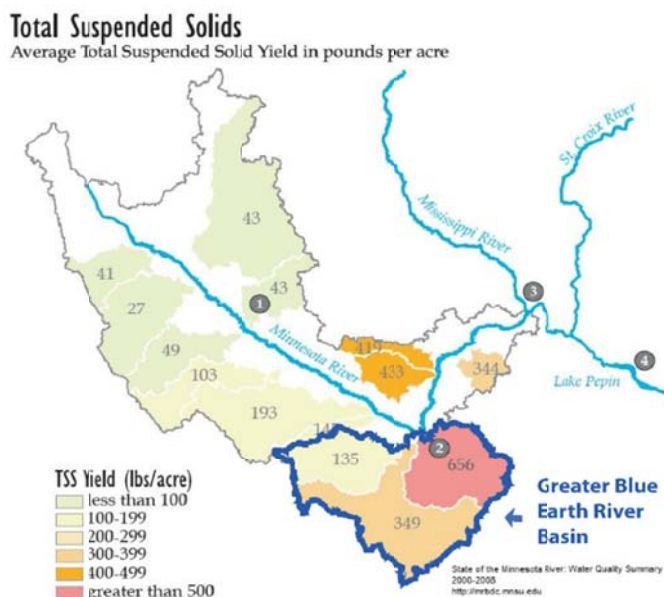 Total Suspended Solids
Average Total Suspended Solid Yield in pounds per acre
St. Croix River
Mississippi River
43
41
43
1
27
3
Minnesota River
49
419
4
103
433
344
Lake Pepin
193
2
135
656
TSS Yield (lbs/acre)
less than 100
100-199
200-299
300-399
400-499
greater than 500
349
Greater Blue
Earth River
Basin
State of the Minnesota River: Water Quality Summary
2000-2008
http://mrbdc.mnsu.edu